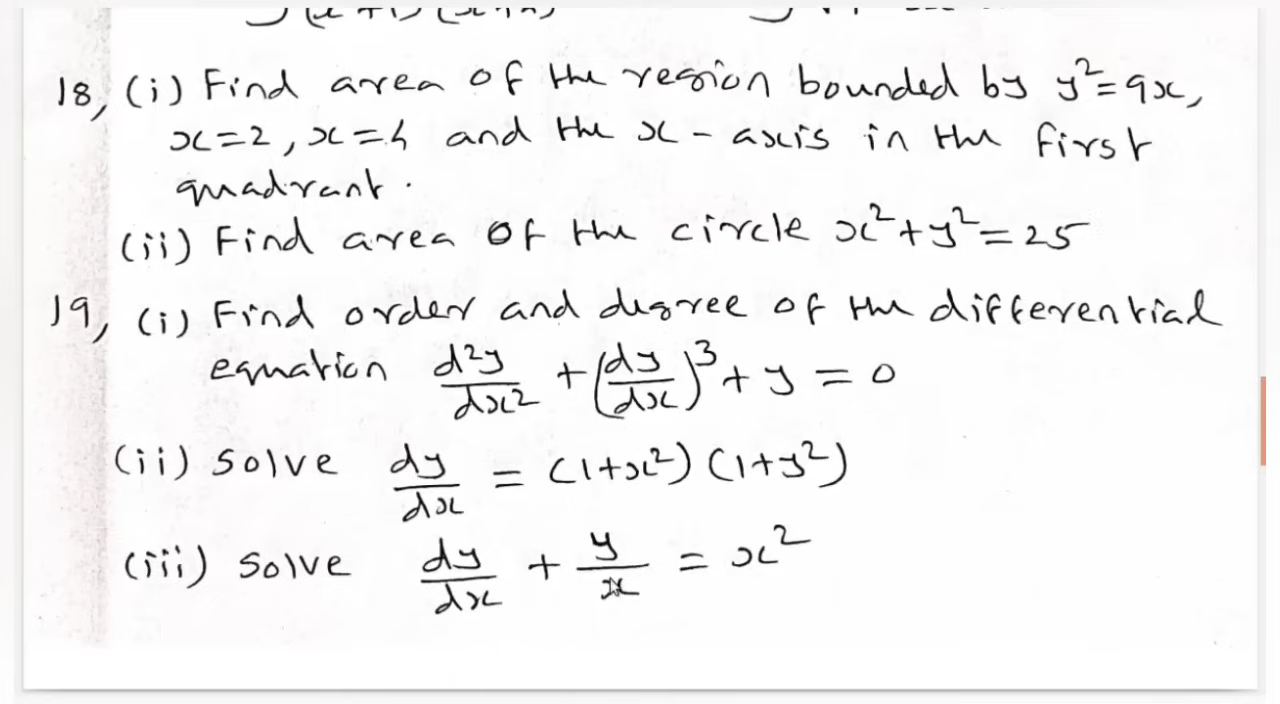 18, (i) Find area of the region bounded by y²=9x,
x=2, x=4 and the x-axis in the first
quadrant.
(ii) Find area of the circle x²+y²=25
19, (i) Find order and degree of the differential
equation d²y/dx² + (dy/dx)³ + y = 0
(ii) Solve dy/dx = (1+x²)(1+y²)
(iii) Solve dy/dx + y/x = x²